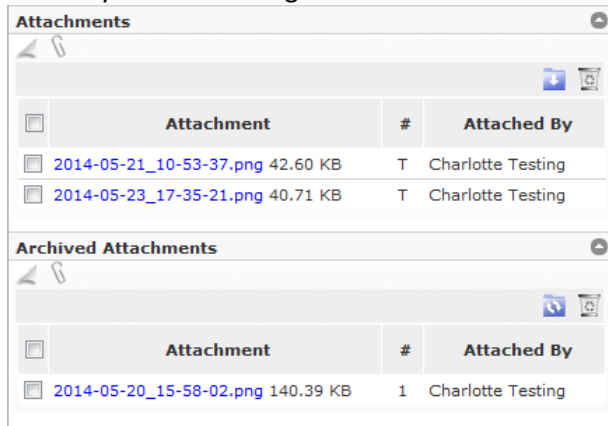 Attachments
Attachment # Attached By
2014-05-21_10-53-37.png 42.60 KB T Charlotte Testing
2014-05-23_17-35-21.png 40.71 KB T Charlotte Testing
Archived Attachments
Attachment # Attached By
2014-05-20_15-58-02.png 140.39 KB 1 Charlotte Testing